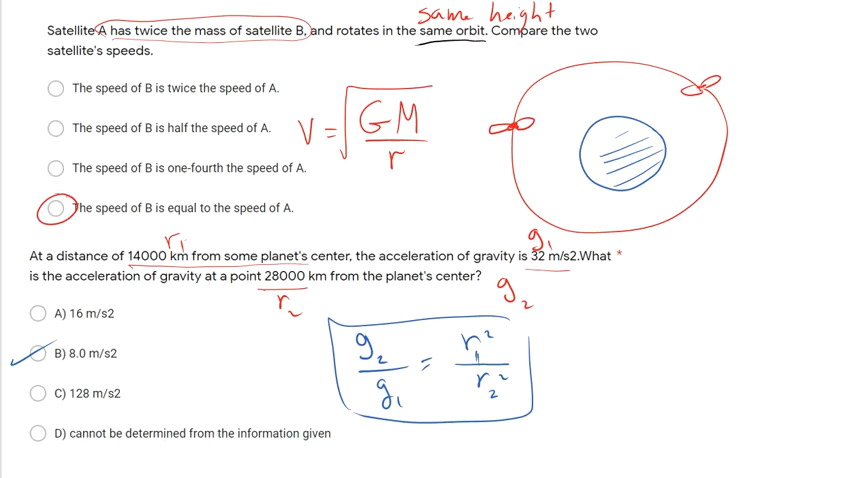 same height
Satellite A has twice the mass of satellite B, and rotates in the same orbit. Compare the two
satellite's speeds.
The speed of B is twice the speed of A.
The speed of B is half the speed of A.
The speed of B is one-fourth the speed of A.
The speed of B is equal to the speed of A.
V = √(GM/r)
r₁
g₁
At a distance of 14000 km from some planet's center, the acceleration of gravity is 32 m/s2.What *
is the acceleration of gravity at a point 28000 km from the planet's center?
r₂
g₂
A) 16 m/s2
B) 8.0 m/s2
C) 128 m/s2
D) cannot be determined from the information given
g₂/g₁ = r₁²/r₂²